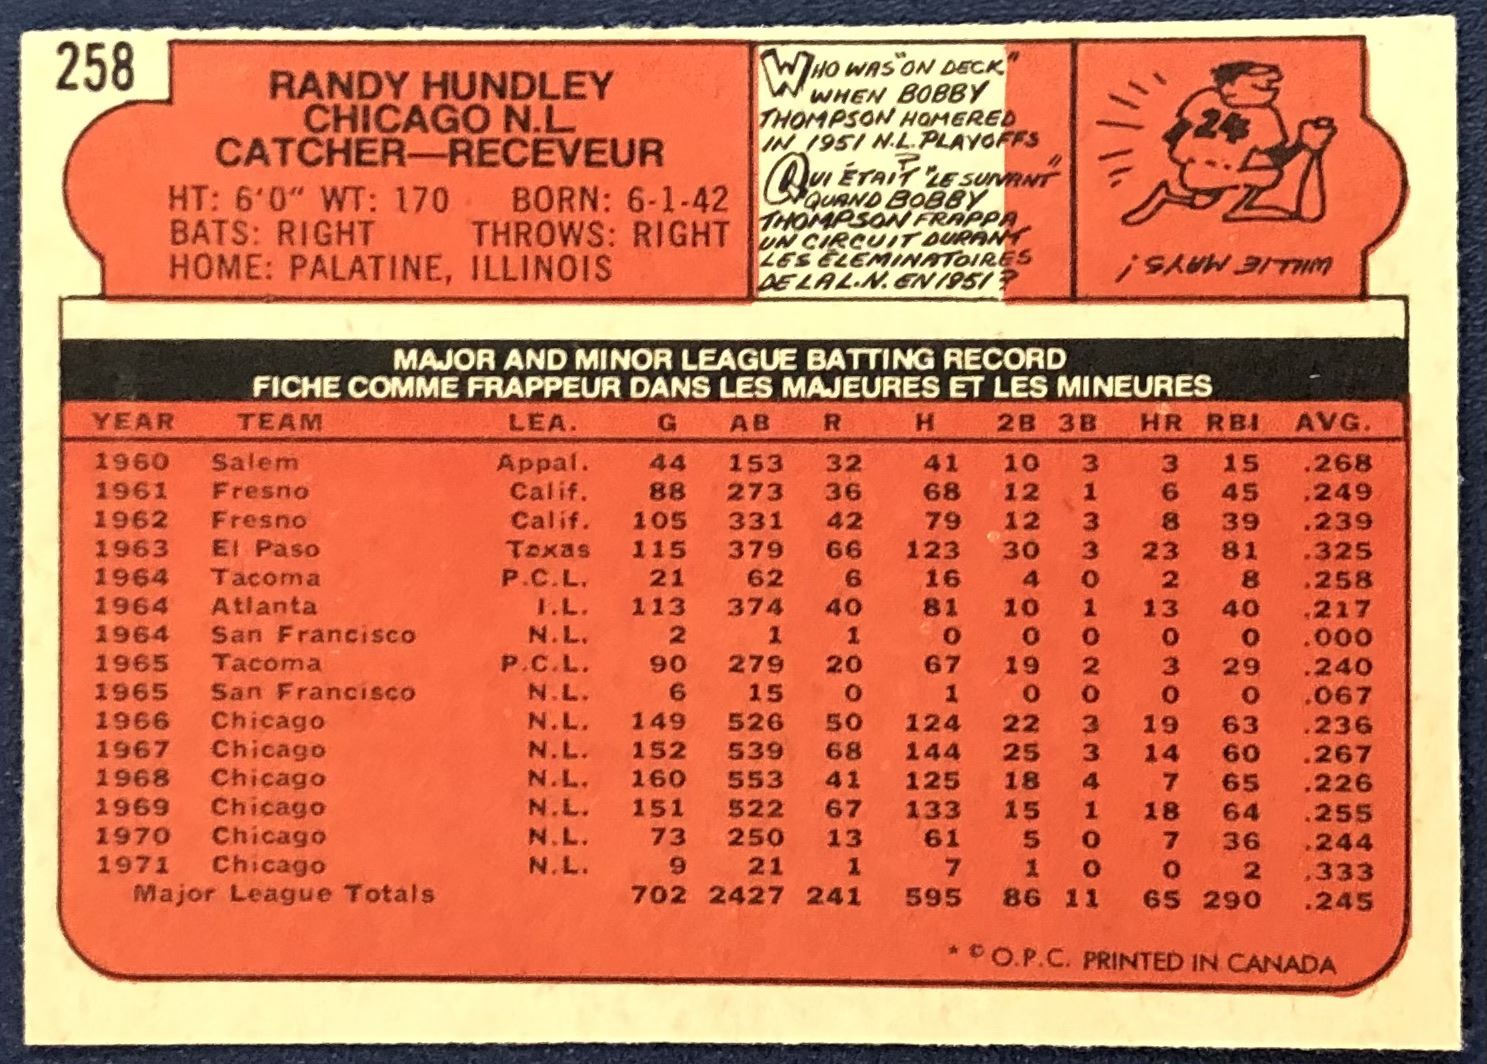 258
RANDY HUNDLEY
CHICAGO N.L.
CATCHER—RECEVEUR
HT: 6'0" WT: 170 BORN: 6-1-42
BATS: RIGHT THROWS: RIGHT
HOME: PALATINE, ILLINOIS
WHO WAS "ON DECK"
WHEN BOBBY
THOMPSON HOMERED
IN 1951 N.L. PLAYOFFS
?
QUI ÉTAIT "LE SUIVANT"
QUAND BOBBY
THOMPSON FRAPPA
UN CIRCUIT DURANT
LES ÉLEMINATOIRES
DE LA L.N. EN 1951?
24
WILLIE MAYS!
MAJOR AND MINOR LEAGUE BATTING RECORD
FICHE COMME FRAPPEUR DANS LES MAJEURES ET LES MINEURES
YEAR TEAM LEA. G AB R H 2B 3B HR RBI AVG.
1960 Salem Appal. 44 153 32 41 10 3 3 15 .268
1961 Fresno Calif. 88 273 36 68 12 1 6 45 .249
1962 Fresno Calif. 105 331 42 79 12 3 8 39 .239
1963 El Paso Texas 115 379 66 123 30 3 23 81 .325
1964 Tacoma P.C.L. 21 62 6 16 4 0 2 8 .258
1964 Atlanta I.L. 113 374 40 81 10 1 13 40 .217
1964 San Francisco N.L. 2 1 1 0 0 0 0 0 .000
1965 Tacoma P.C.L. 90 279 20 67 19 2 3 29 .240
1965 San Francisco N.L. 6 15 0 1 0 0 0 0 .067
1966 Chicago N.L. 149 526 50 124 22 3 19 63 .236
1967 Chicago N.L. 152 539 68 144 25 3 14 60 .267
1968 Chicago N.L. 160 553 41 125 18 4 7 65 .226
1969 Chicago N.L. 151 522 67 133 15 1 18 64 .255
1970 Chicago N.L. 73 250 13 61 5 0 7 36 .244
1971 Chicago N.L. 9 21 1 7 1 0 0 2 .333
Major League Totals 702 2427 241 595 86 11 65 290 .245
* © O.P.C. PRINTED IN CANADA